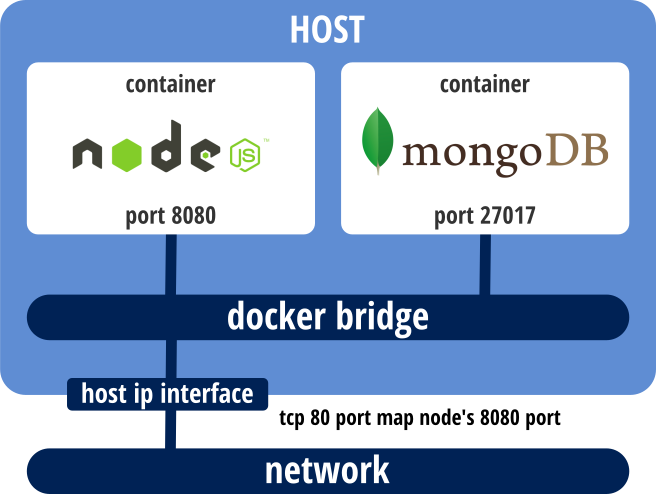 HOST
container
container
node JS ™
mongoDB
port 8080
port 27017
docker bridge
host ip interface
tcp 80 port map node's 8080 port
network